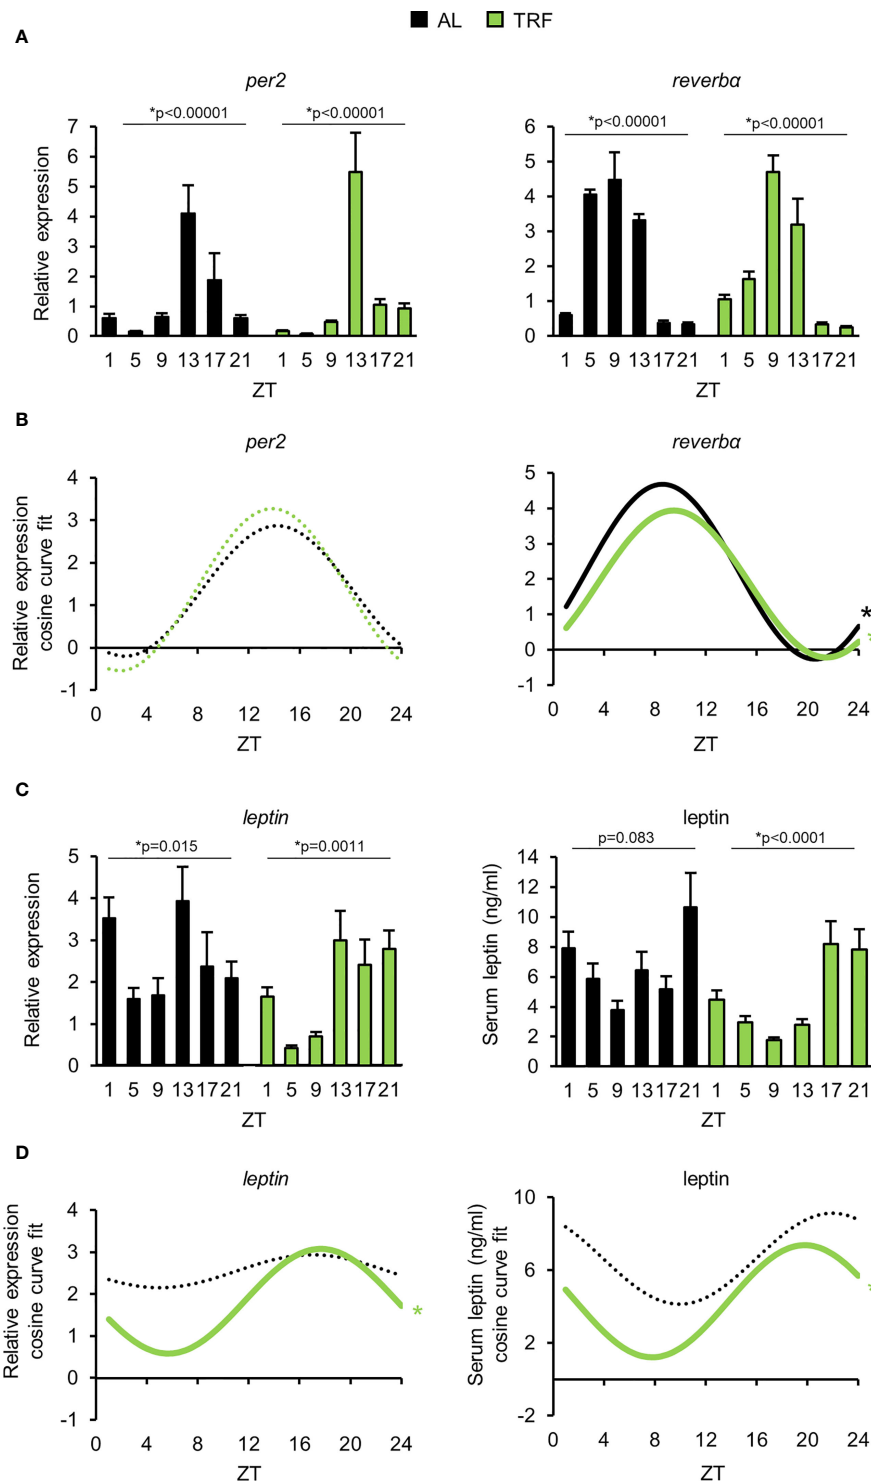 AL TRF
A
per2 reverbα
*p<0.00001 *p<0.00001 *p<0.00001 *p<0.00001
Relative expression
7
6
5
4
3
2
1
0
6
5
4
3
2
1
0
1 5 9 13 17 21 1 5 9 13 17 21 1 5 9 13 17 21 1 5 9 13 17 21
ZT ZT
B
per2 reverbα
Relative expression
cosine curve fit
4
3
2
1
0
-1
5
4
3
2
1
0
-1
*
*
0 4 8 12 16 20 24 0 4 8 12 16 20 24
ZT ZT
C
leptin leptin
*p=0.015 *p=0.0011 p=0.083 *p<0.0001
Relative expression
5
4
3
2
1
0
Serum leptin (ng/ml)
14
12
10
8
6
4
2
0
1 5 9 13 17 21 1 5 9 13 17 21 1 5 9 13 17 21 1 5 9 13 17 21
ZT ZT
D
leptin leptin
Relative expression
cosine curve fit
4
3
2
1
0
-1
*
Serum leptin (ng/ml)
cosine curve fit
10
6
2
-2
*
0 4 8 12 16 20 24 0 4 8 12 16 20 24
ZT ZT